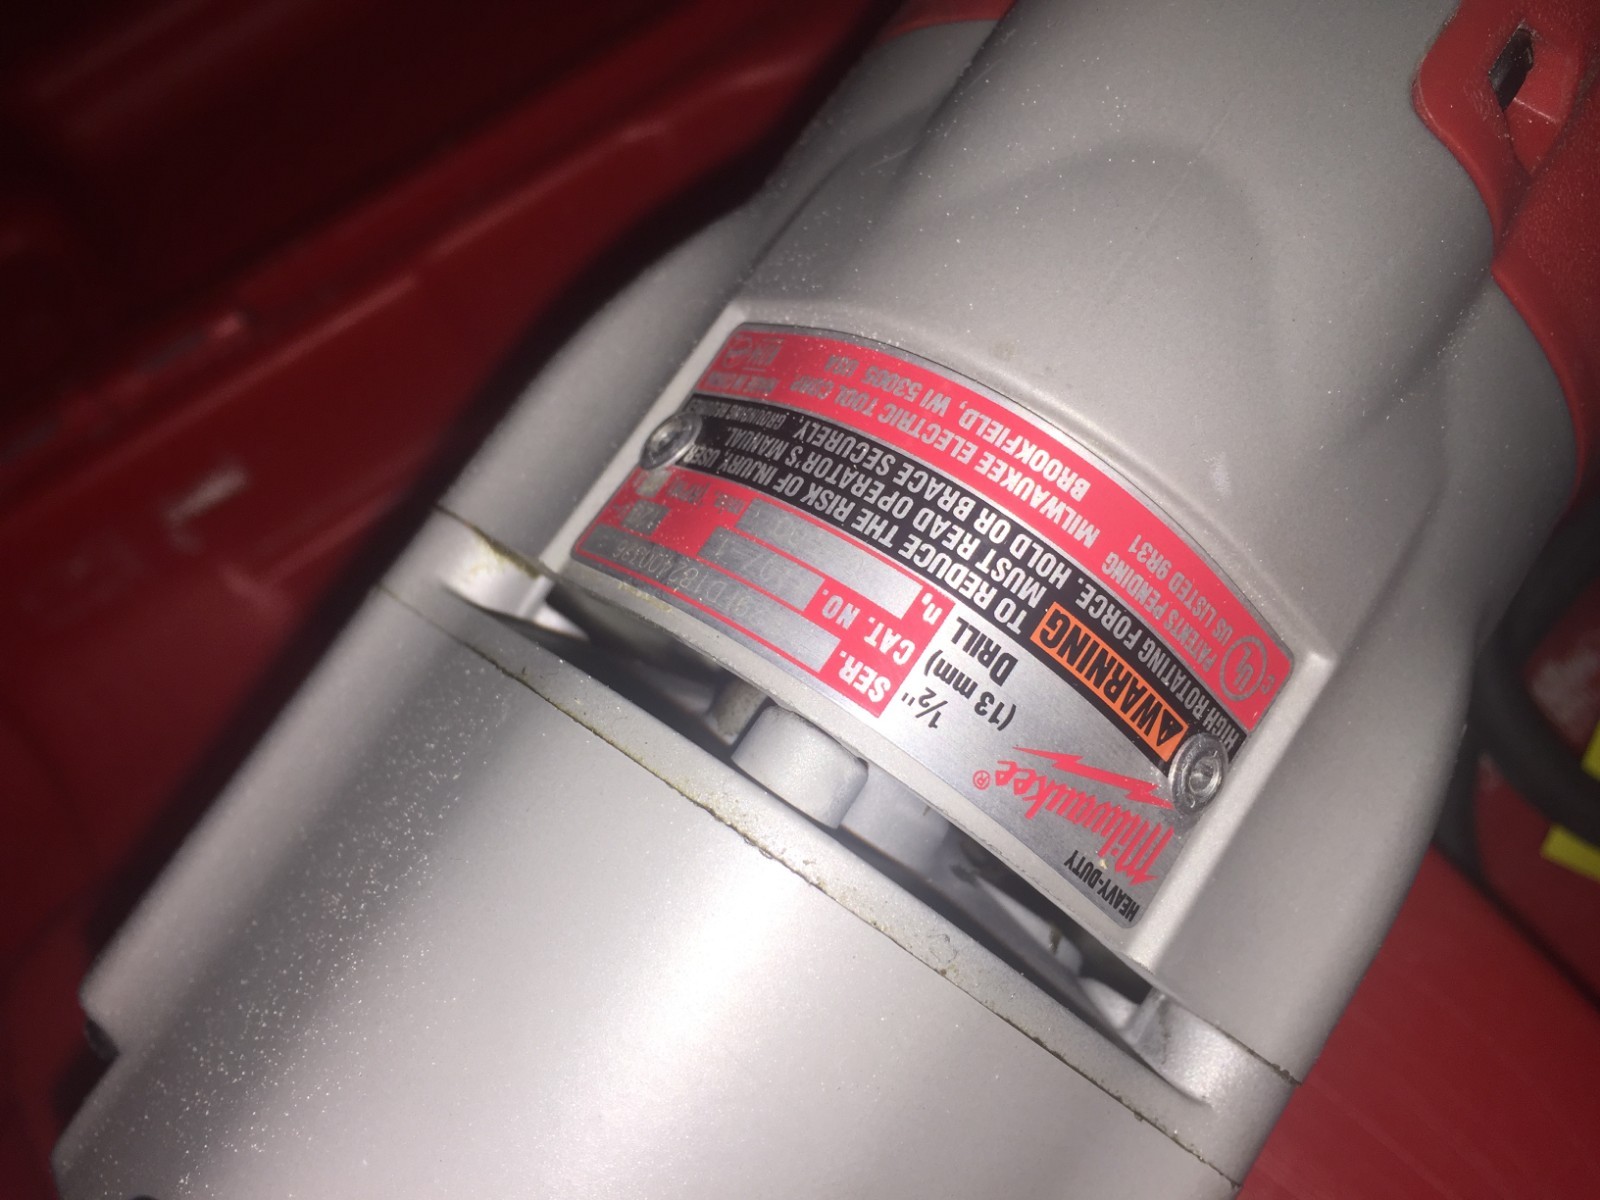 HEAVY-DUTY
Milwaukee®
1/2"
(13 mm)
DRILL
SER.
CAT. NO.
n₀
⚠WARNING
TO REDUCE THE RISK OF INJURY, USER
MUST READ OPERATOR'S MANUAL.
HIGH ROTATING FORCE. HOLD OR BRACE SECURELY.
c UL US LISTED 9R31
PATENTS PENDING
MILWAUKEE ELECTRIC TOOL CORP.
BROOKFIELD, WI 53005 USA